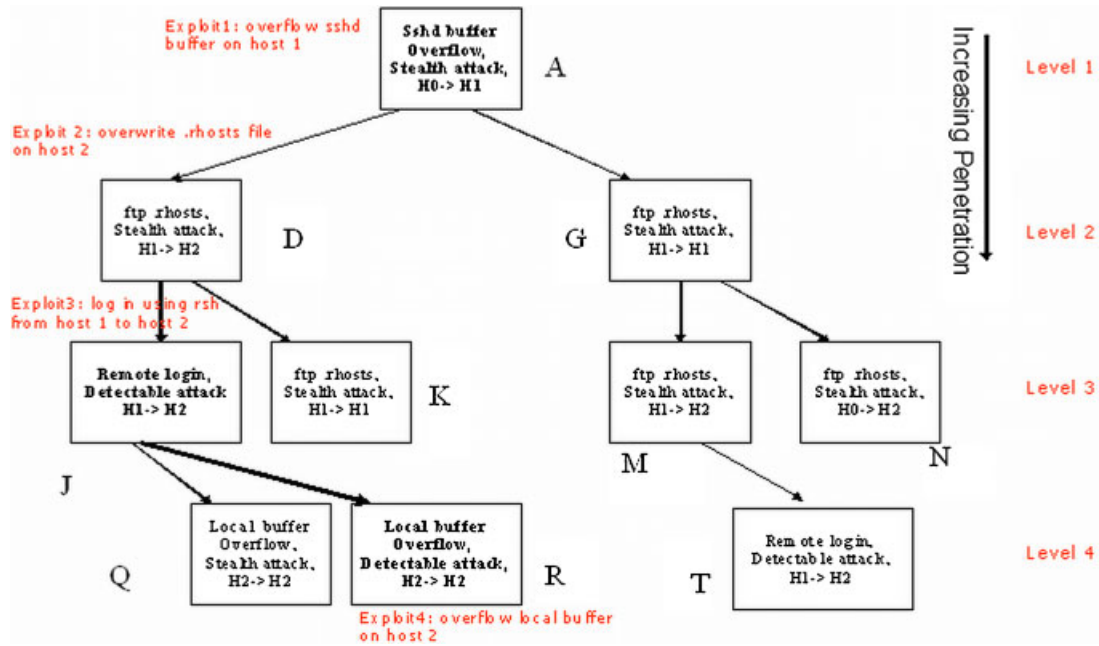 Exploit1: overflow sshd
buffer on host 1
Sshd buffer
Overflow,
Stealth attack,
H0-> H1
A
Level 1
Increasing Penetration
Exploit 2: overwrite .rhosts file
on host 2
ftp rhosts,
Stealth attack,
H1-> H2
D
G
ftp rhosts,
Stealth attack,
H1-> H1
Level 2
Exploit3: log in using rsh
from host 1 to host 2
Remote login,
Detectable attack
H1-> H2
ftp rhosts,
Stealth attack,
H1-> H1
K
ftp rhosts,
Stealth attack,
H1-> H2
ftp rhosts,
Stealth attack,
H0-> H2
Level 3
M
N
J
Local buffer
Overflow,
Stealth attack,
H2-> H2
Q
Local buffer
Overflow,
Detectable attack,
H2-> H2
R
T
Remote login,
Detectable attack,
H1-> H2
Level 4
Exploit4: overflow local buffer
on host 2